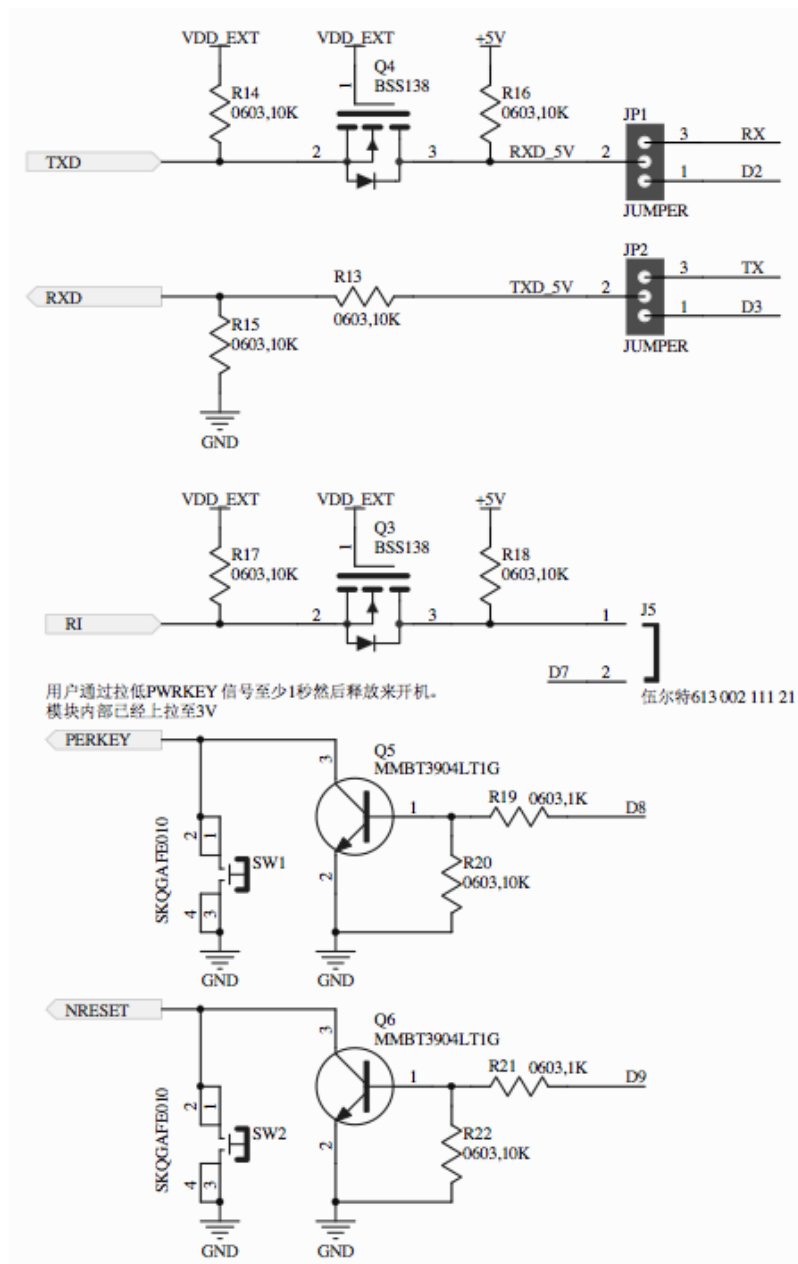 VDD_EXT VDD_EXT +5V
Q4
BSS138
1
R14
0603,10K
R16
0603,10K
JP1
TXD 2 3 RXD_5V 2
3 RX
1 D2
JUMPER
JP2
RXD
R13
0603,10K
TXD_5V 2
3 TX
1 D3
JUMPER
R15
0603,10K
GND
VDD_EXT VDD_EXT +5V
Q3
BSS138
1
R17
0603,10K
R18
0603,10K
RI 2 3 1 J5
D7 2
伍尔特613 002 111 21
用户通过拉低PWRKEY 信号至少1秒然后释放来开机。
模块内部已经上拉至3V
PERKEY
Q5
MMBT3904LT1G
3
1
2
R19 0603,1K D8
R20
0603,10K
SKQGAFE010
2 1
4 3
SW1
GND GND
NRESET
Q6
MMBT3904LT1G
3
1
2
R21 0603,1K D9
R22
0603,10K
SKQGAFE010
2 1
4 3
SW2
GND GND